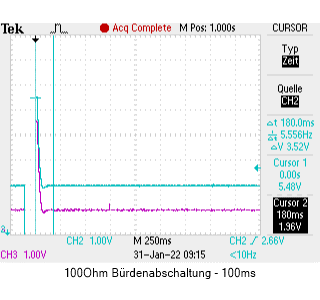 Tek Acq Complete M Pos: 1.000s CURSOR
Typ
Zeit
Quelle
CH2
Δt 180.0ms
1/Δt 5.556Hz
ΔV 3.52V
Cursor 1
0.00s
5.48V
Cursor 2
180ms
1.96V
CH2 1.00V M 250ms CH2 / 2.66V
CH3 1.00V 31-Jan-22 09:15 <10Hz
100Ohm Bürdenabschaltung - 100ms